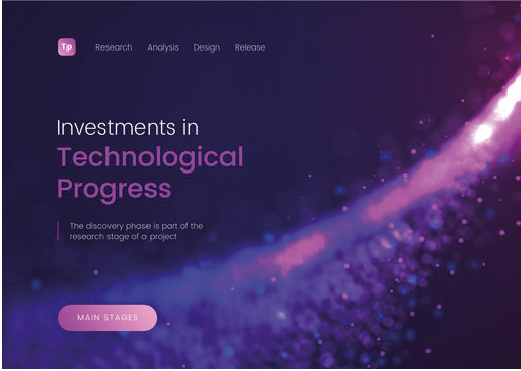 Tip
Research Analysis Design Release
Investments in
Technological
Progress
The discovery phase is part of the
research stage of a project
MAIN STAGES